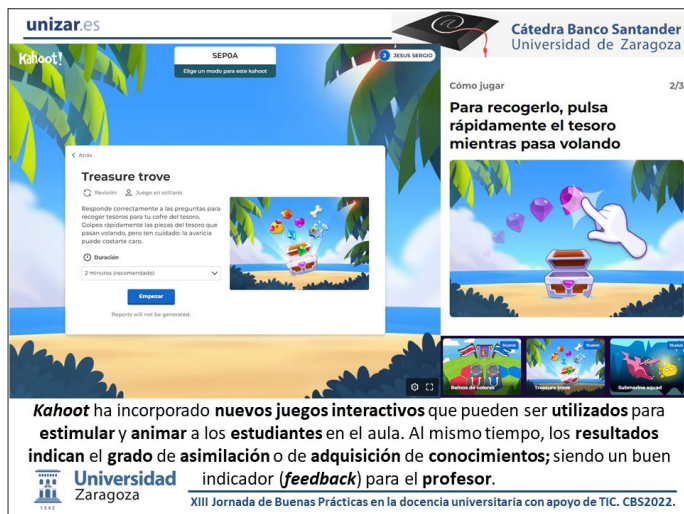 unizar.es
Cátedra Banco Santander
Universidad de Zaragoza
Kahoot!
SEP0A
Elige un modo para este kahoot
J JESUS SERGIO
Atrás
Treasure trove
Revisión Juego en solitario
Responde correctamente a las preguntas para
recoger tesoros para tu cofre del tesoro.
Golpea rápidamente las piezas del tesoro que
pasan volando, pero ten cuidado: la avaricia
puede costarte caro.
Duración
2 minutos (recomendado)
Empezar
Reports will not be generated.
Cómo jugar 2/3
Para recogerlo, pulsa
rápidamente el tesoro
mientras pasa volando
Nuevo
Reinos de colores
Nuevo
Treasure trove
Nuevo
Submarine squad
Kahoot ha incorporado nuevos juegos interactivos que pueden ser utilizados para
estimular y animar a los estudiantes en el aula. Al mismo tiempo, los resultados
indican el grado de asimilación o de adquisición de conocimientos; siendo un buen
indicador (feedback) para el profesor.
Universidad
Zaragoza
1542
XIII Jornada de Buenas Prácticas en la docencia universitaria con apoyo de TIC. CBS2022.